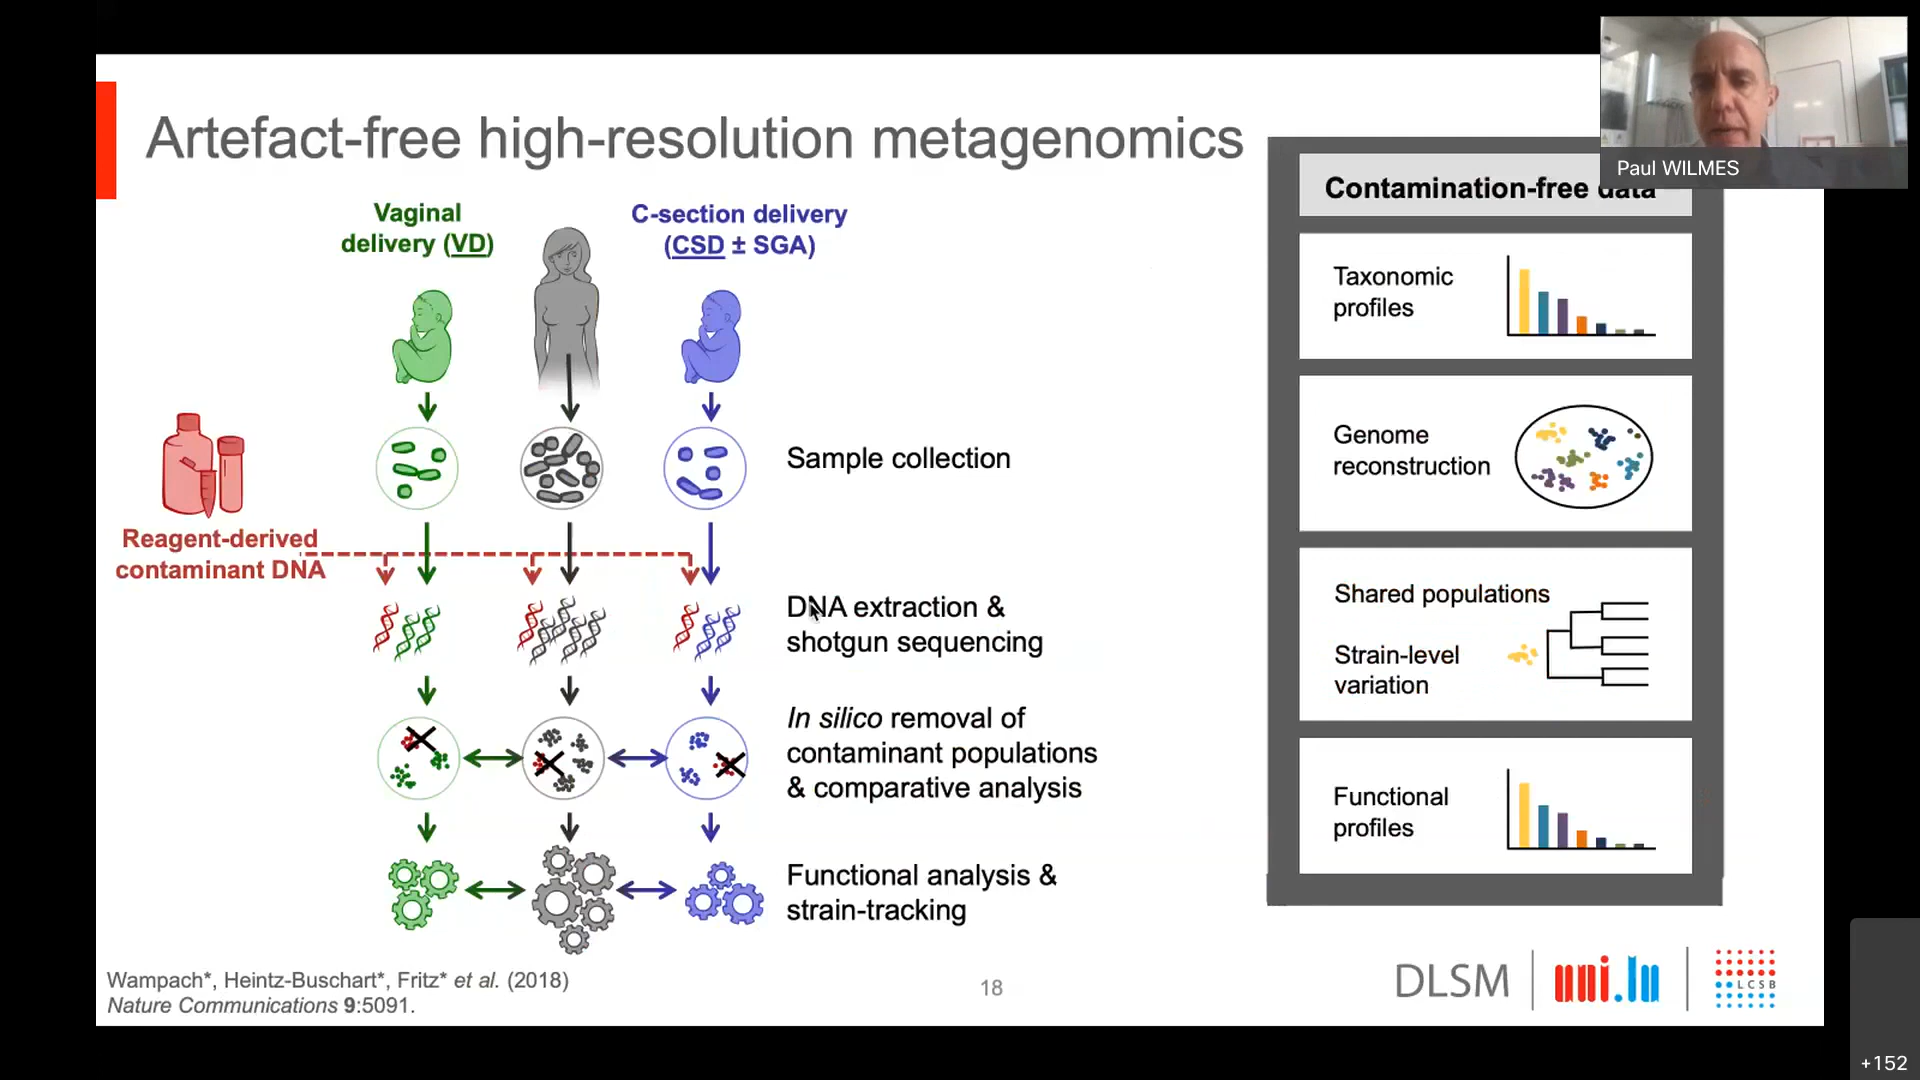 Artefact-free high-resolution metagenomics
Paul WILMES
Vaginal
delivery (VD)
C-section delivery
(CSD ± SGA)
Reagent-derived
contaminant DNA
Sample collection
DNA extraction &
shotgun sequencing
In silico removal of
contaminant populations
& comparative analysis
Functional analysis &
strain-tracking
Contamination-free data
Taxonomic
profiles
Genome
reconstruction
Shared populations
Strain-level
variation
Functional
profiles
Wampach*, Heintz-Buschart*, Fritz* et al. (2018)
Nature Communications 9:5091.
18
DLSM
uni.lu
LCSB
+152